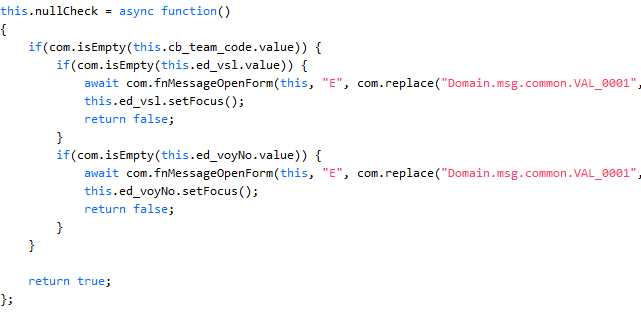 this.nullCheck = async function()
{
    if(com.isEmpty(this.cb_team_code.value)) {
        if(com.isEmpty(this.ed_vsl.value)) {
            await com.fnMessageOpenForm(this, "E", com.replace("Domain.msg.common.VAL_0001",
            this.ed_vsl.setFocus();
            return false;
        }
        if(com.isEmpty(this.ed_voyNo.value)) {
            await com.fnMessageOpenForm(this, "E", com.replace("Domain.msg.common.VAL_0001",
            this.ed_voyNo.setFocus();
            return false;
        }
    }

    return true;
};